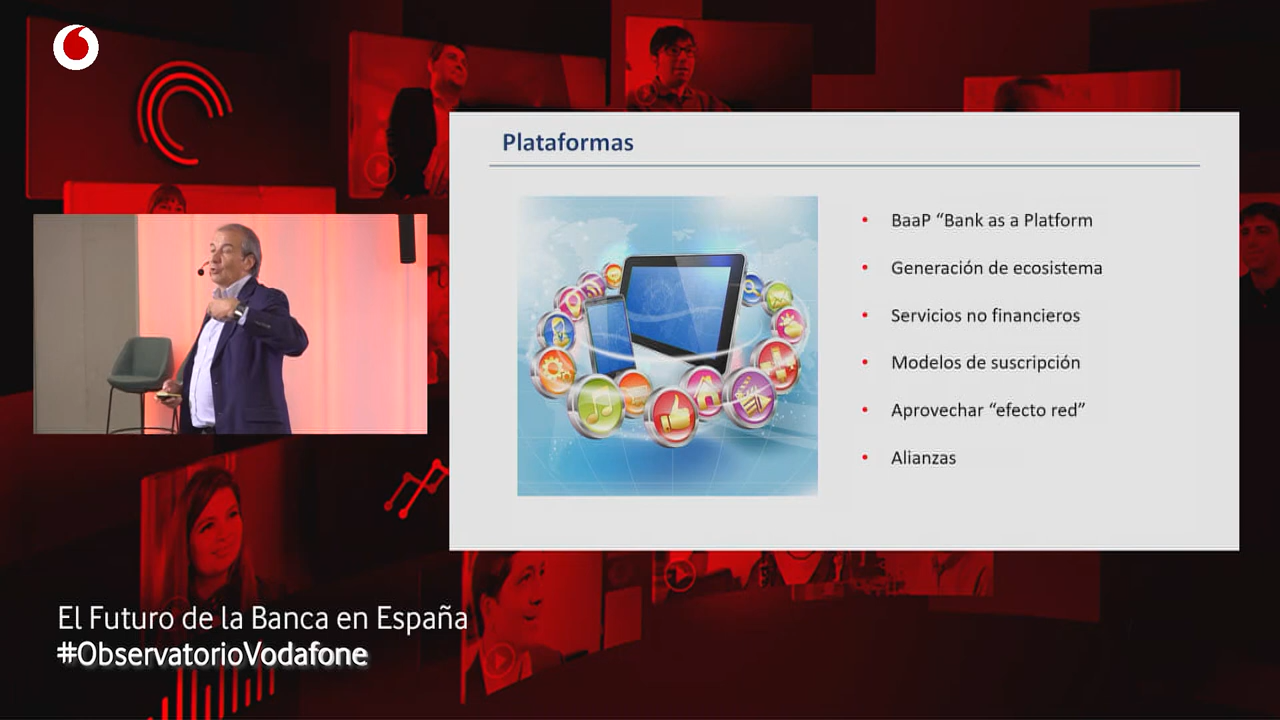 Plataformas
BaaP “Bank as a Platform
Generación de ecosistema
Servicios no financieros
Modelos de suscripción
Aprovechar “efecto red”
Alianzas
El Futuro de la Banca en España
#ObservatorioVodafone